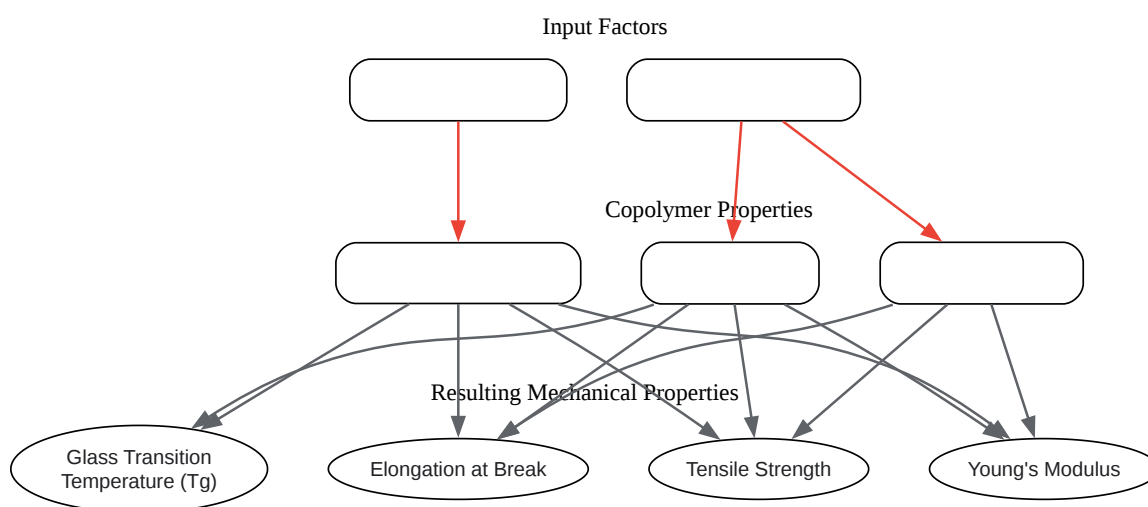 Input Factors
Copolymer Properties
Resulting Mechanical Properties
Glass Transition
Temperature (Tg)
Elongation at Break
Tensile Strength
Young's Modulus